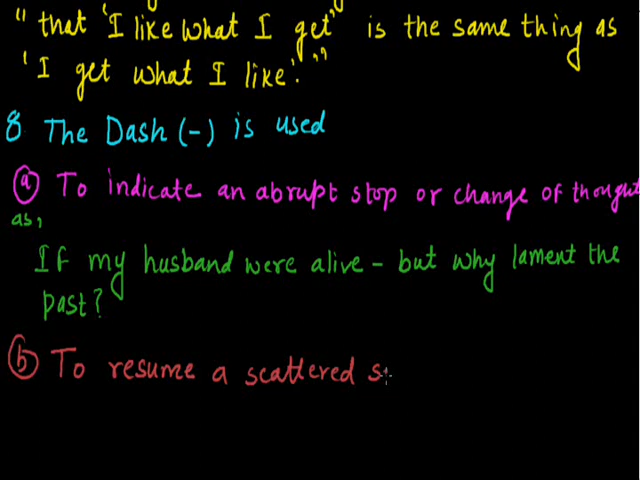 " that 'I like what I get' is the same thing as
'I get what I like'."
8 The Dash (-) is used
(a) To indicate an abrupt stop or change of thought
as,
If my husband were alive - but why lament the
past?
(b) To resume a scattered s